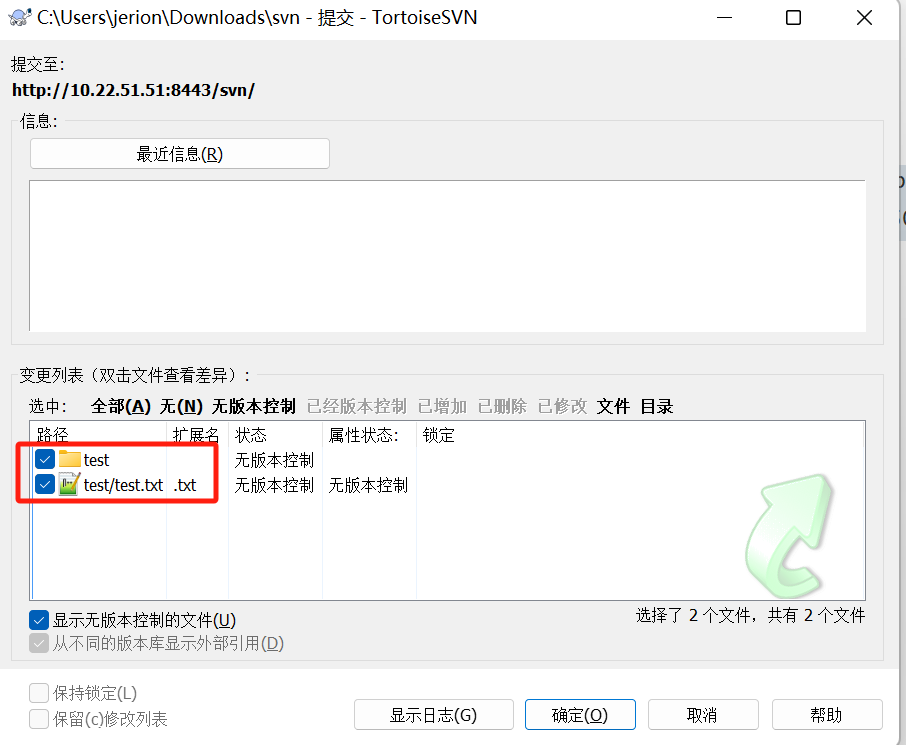 C:\Users\jerion\Downloads\svn - 提交 - TortoiseSVN
提交至:
http://10.22.51.51:8443/svn/
信息:
最近信息(R)
变更列表（双击文件查看差异）:
选中: 全部(A) 无(N) 无版本控制 已经版本控制 已增加 已删除 已修改 文件 目录
路径 扩展名 状态 属性状态: 锁定
test 无版本控制
test/test.txt .txt 无版本控制 无版本控制
显示无版本控制的文件(U) 选择了 2 个文件，共有 2 个文件
从不同的版本库显示外部引用(D)
保持锁定(L)
保留(c)修改列表
显示日志(G) 确定(O) 取消 帮助